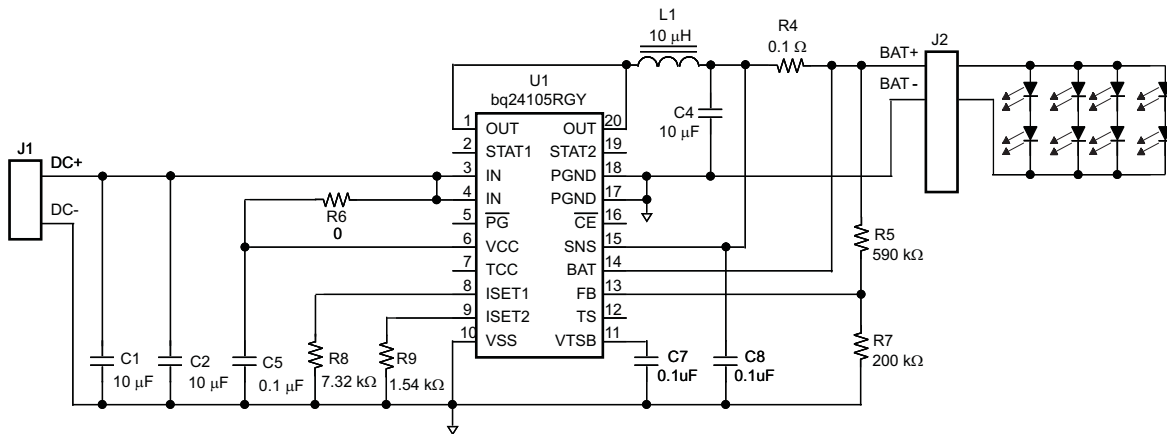 L1
10 μH
R4
0.1 Ω
J2
BAT+
BAT-
U1
bq24105RGY
C4
10 μF
1 OUT OUT 20
2 STAT1 STAT2 19
3 IN PGND 18
4 IN PGND 17
5 PG CE 16
6 VCC SNS 15
7 TCC BAT 14
8 ISET1 FB 13
9 ISET2 TS 12
10 VSS VTSB 11
J1
DC+
DC-
R6
0
R5
590 kΩ
R7
200 kΩ
C1
10 μF
C2
10 μF
C5
0.1 μF
R8
7.32 kΩ
R9
1.54 kΩ
C7
0.1uF
C8
0.1uF